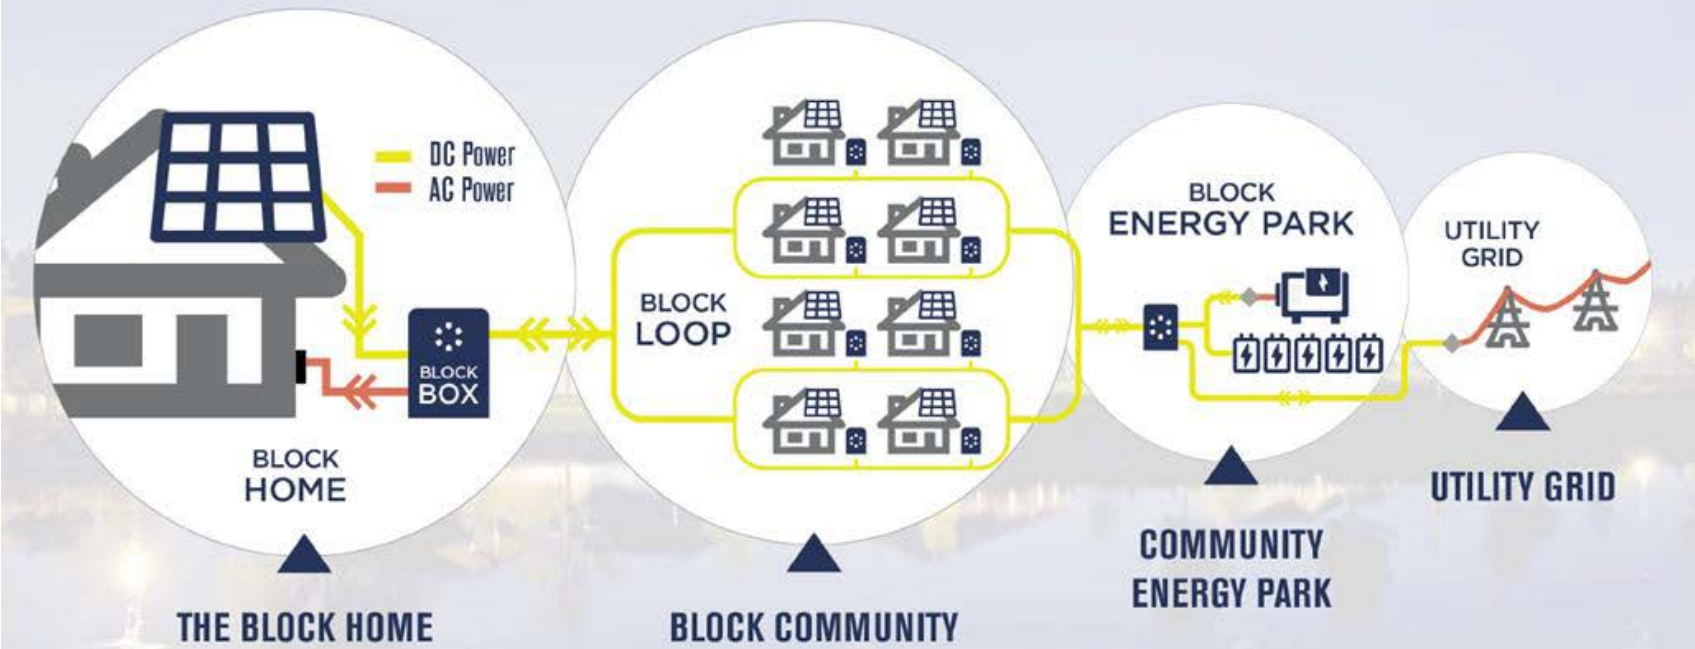 DC Power
AC Power
BLOCK
BOX
BLOCK
HOME
THE BLOCK HOME
BLOCK
LOOP
BLOCK COMMUNITY
BLOCK
ENERGY PARK
COMMUNITY
ENERGY PARK
UTILITY
GRID
UTILITY GRID